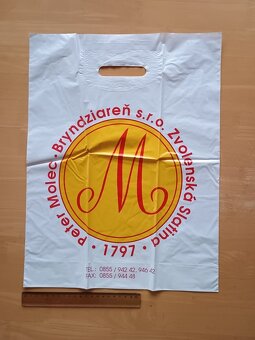 Peter Molec • Bryndziareň s.r.o. Zvolenská Slatina
• 1797 •
M
TEL.: 0855 / 942 42, 946 42
FAX: 0855 / 944 48